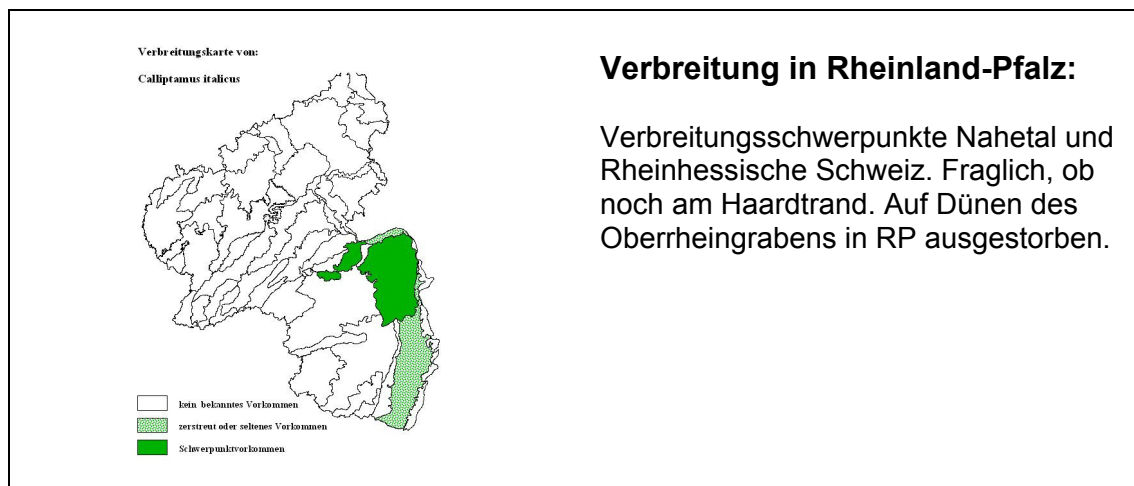 Verbreitungskarte von:
Calliptamus italicus
kein bekanntes Vorkommen
zerstreut oder seltenes Vorkommen
Schwerpunktvorkommen
Verbreitung in Rheinland-Pfalz:
Verbreitungsschwerpunkte Nahetal und
Rheinhessische Schweiz. Fraglich, ob
noch am Haardtrand. Auf Dünen des
Oberrheingrabens in RP ausgestorben.